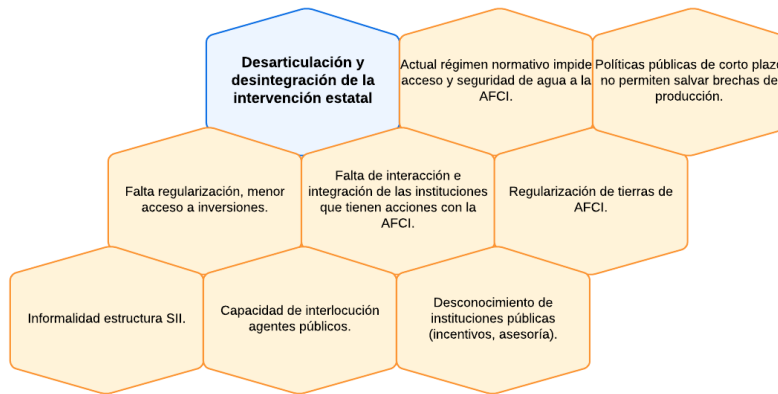 Desarticulación y
desintegración de la
intervención estatal
Actual régimen normativo impide
acceso y seguridad de agua a la
AFCI.
Políticas públicas de corto plazo
no permiten salvar brechas de
producción.
Falta regularización, menor
acceso a inversiones.
Falta de interacción e
integración de las instituciones
que tienen acciones con la
AFCI.
Regularización de tierras de
AFCI.
Informalidad estructura SII.
Capacidad de interlocución
agentes públicos.
Desconocimiento de
instituciones públicas
(incentivos, asesoría).